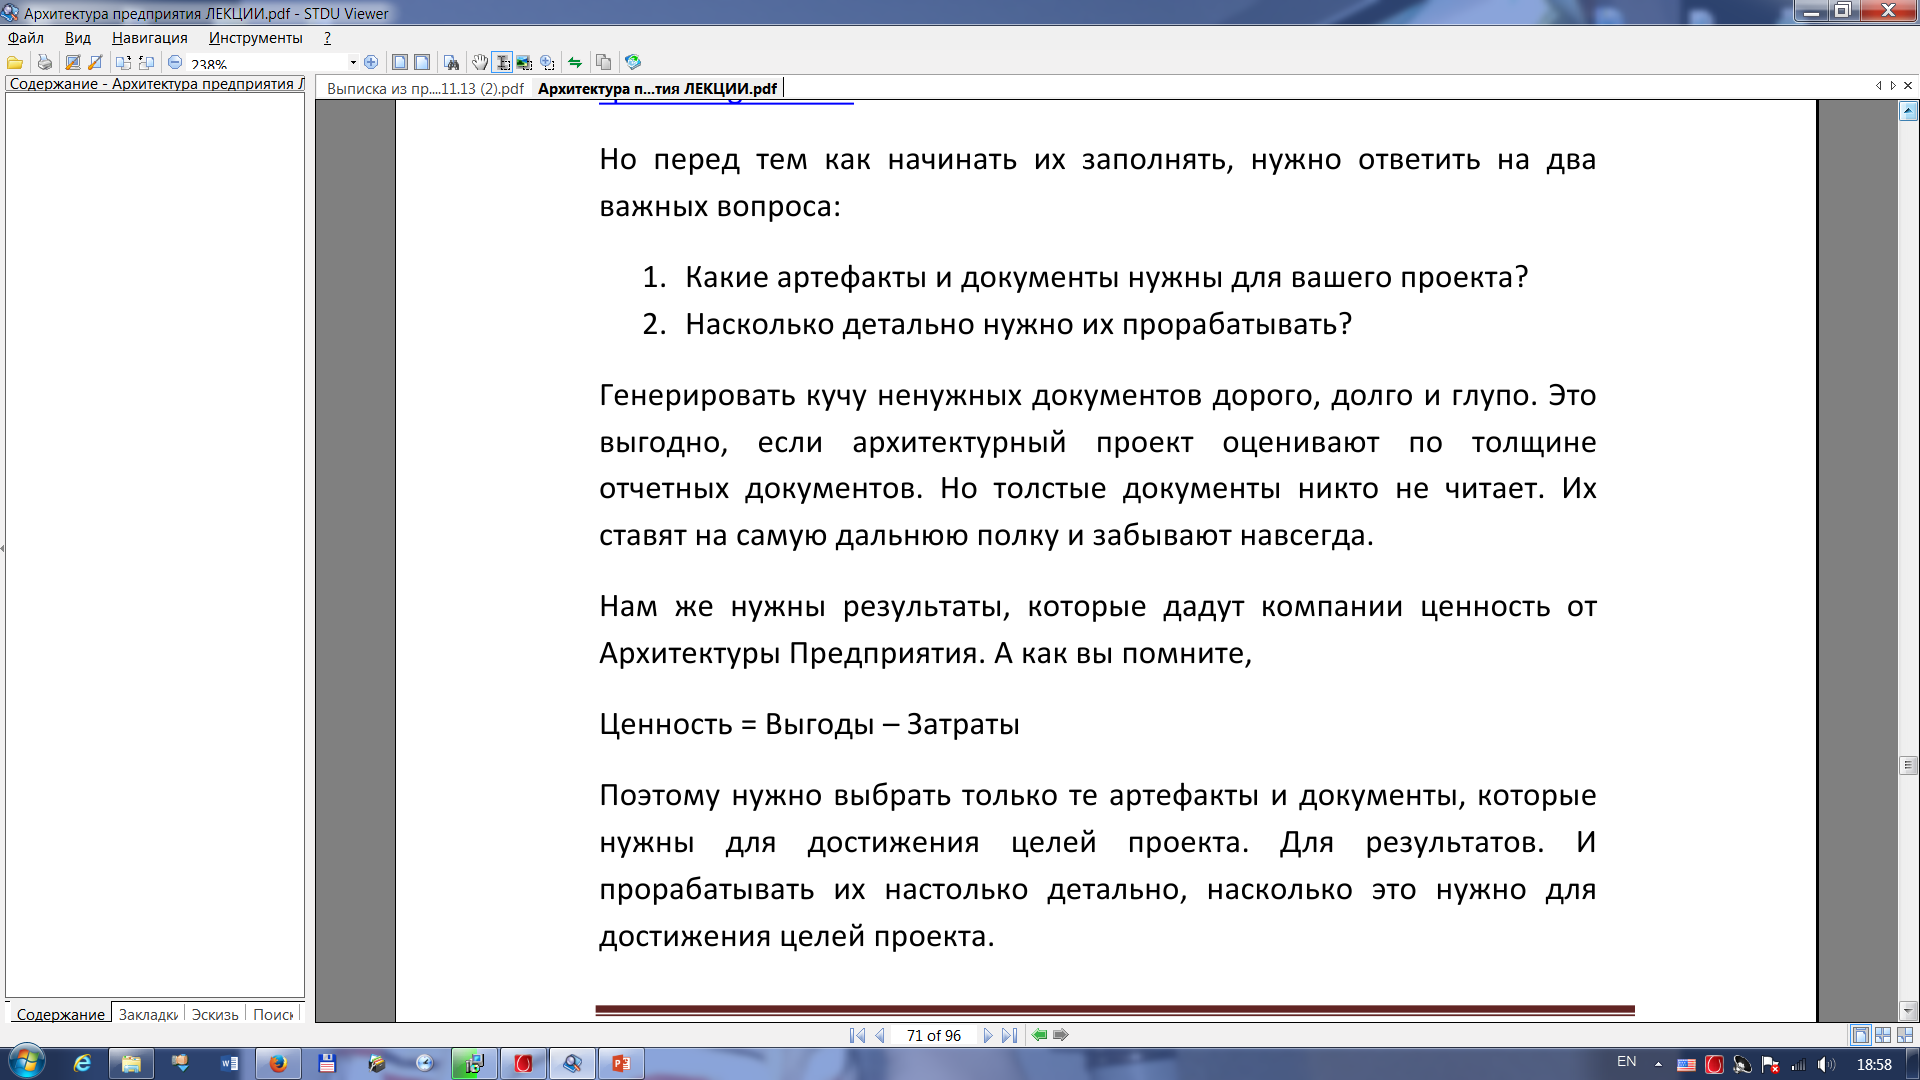 Архитектура предприятия ЛЕКЦИИ.pdf - STDU Viewer
Файл Вид Навигация Инструменты ?
238%
Содержание - Архитектура предприятия Л
Выписка из пр....11.13 (2).pdf Архитектура п...тия ЛЕКЦИИ.pdf
Но перед тем как начинать их заполнять, нужно ответить на два
важных вопроса:
1. Какие артефакты и документы нужны для вашего проекта?
2. Насколько детально нужно их прорабатывать?
Генерировать кучу ненужных документов дорого, долго и глупо. Это
выгодно, если архитектурный проект оценивают по толщине
отчетных документов. Но толстые документы никто не читает. Их
ставят на самую дальнюю полку и забывают навсегда.
Нам же нужны результаты, которые дадут компании ценность от
Архитектуры Предприятия. А как вы помните,
Ценность = Выгоды – Затраты
Поэтому нужно выбрать только те артефакты и документы, которые
нужны для достижения целей проекта. Для результатов. И
прорабатывать их настолько детально, насколько это нужно для
достижения целей проекта.
Содержание Закладки Эскизь Поиск
71 of 96
EN 18:58